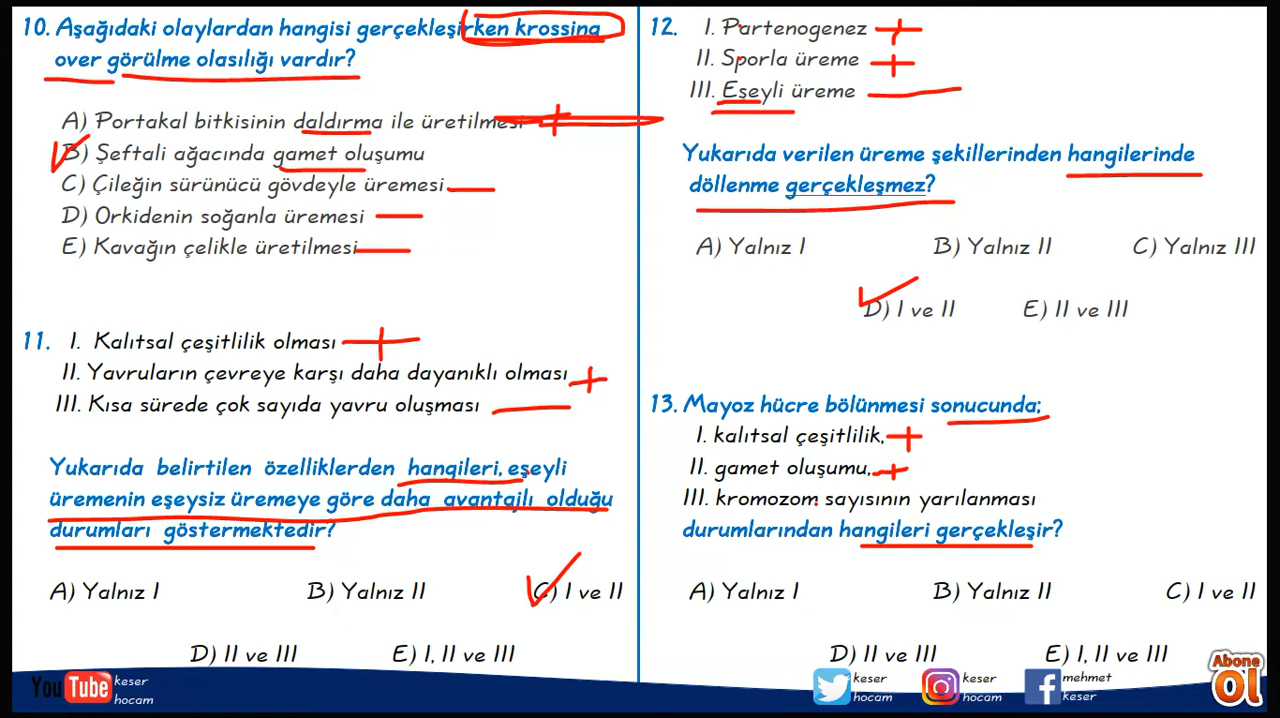 10. Aşağıdaki olaylardan hangisi gerçekleşirken krossing
over görülme olasılığı vardır?
A) Portakal bitkisinin daldırma ile üretilmesi
B) Şeftali ağacında gamet oluşumu
C) Çileğin sürünücü gövdeyle üremesi
D) Orkidenin soğanla üremesi
E) Kavağın çelikle üretilmesi
11. I. Kalıtsal çeşitlilik olması
II. Yavruların çevreye karşı daha dayanıklı olması
III. Kısa sürede çok sayıda yavru oluşması
Yukarıda belirtilen özelliklerden hangileri, eşeyli
üremenin eşeysiz üremeye göre daha avantajlı olduğu
durumları göstermektedir?
A) Yalnız I B) Yalnız II C) I ve II
D) II ve III E) I, II ve III
12. I. Partenogenez
II. Sporla üreme
III. Eşeyli üreme
Yukarıda verilen üreme şekillerinden hangilerinde
döllenme gerçekleşmez?
A) Yalnız I B) Yalnız II C) Yalnız III
D) I ve II E) II ve III
13. Mayoz hücre bölünmesi sonucunda;
I. kalıtsal çeşitlilik,
II. gamet oluşumu,
III. kromozom sayısının yarılanması
durumlarından hangileri gerçekleşir?
A) Yalnız I B) Yalnız II C) I ve II
D) II ve III E) I, II ve III
YouTube keser
hocam
keser
hocam
keser
hocam
mehmet
keser
Abone
Ol